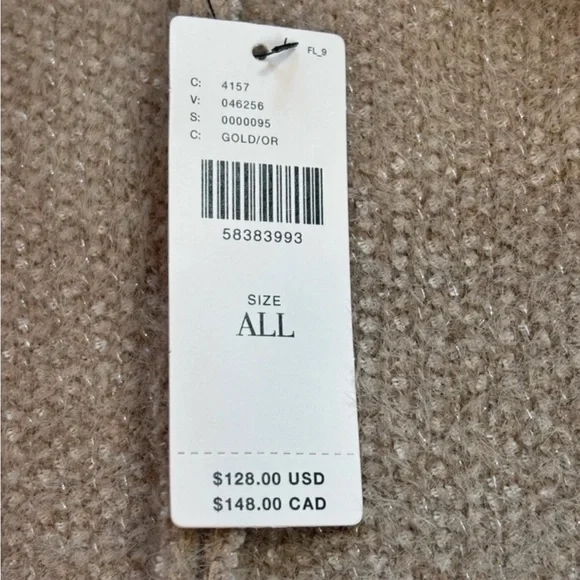 FL_9
C: 4157
V: 046256
S: 0000095
C: GOLD/OR
58383993
SIZE
ALL
$128.00 USD
$148.00 CAD